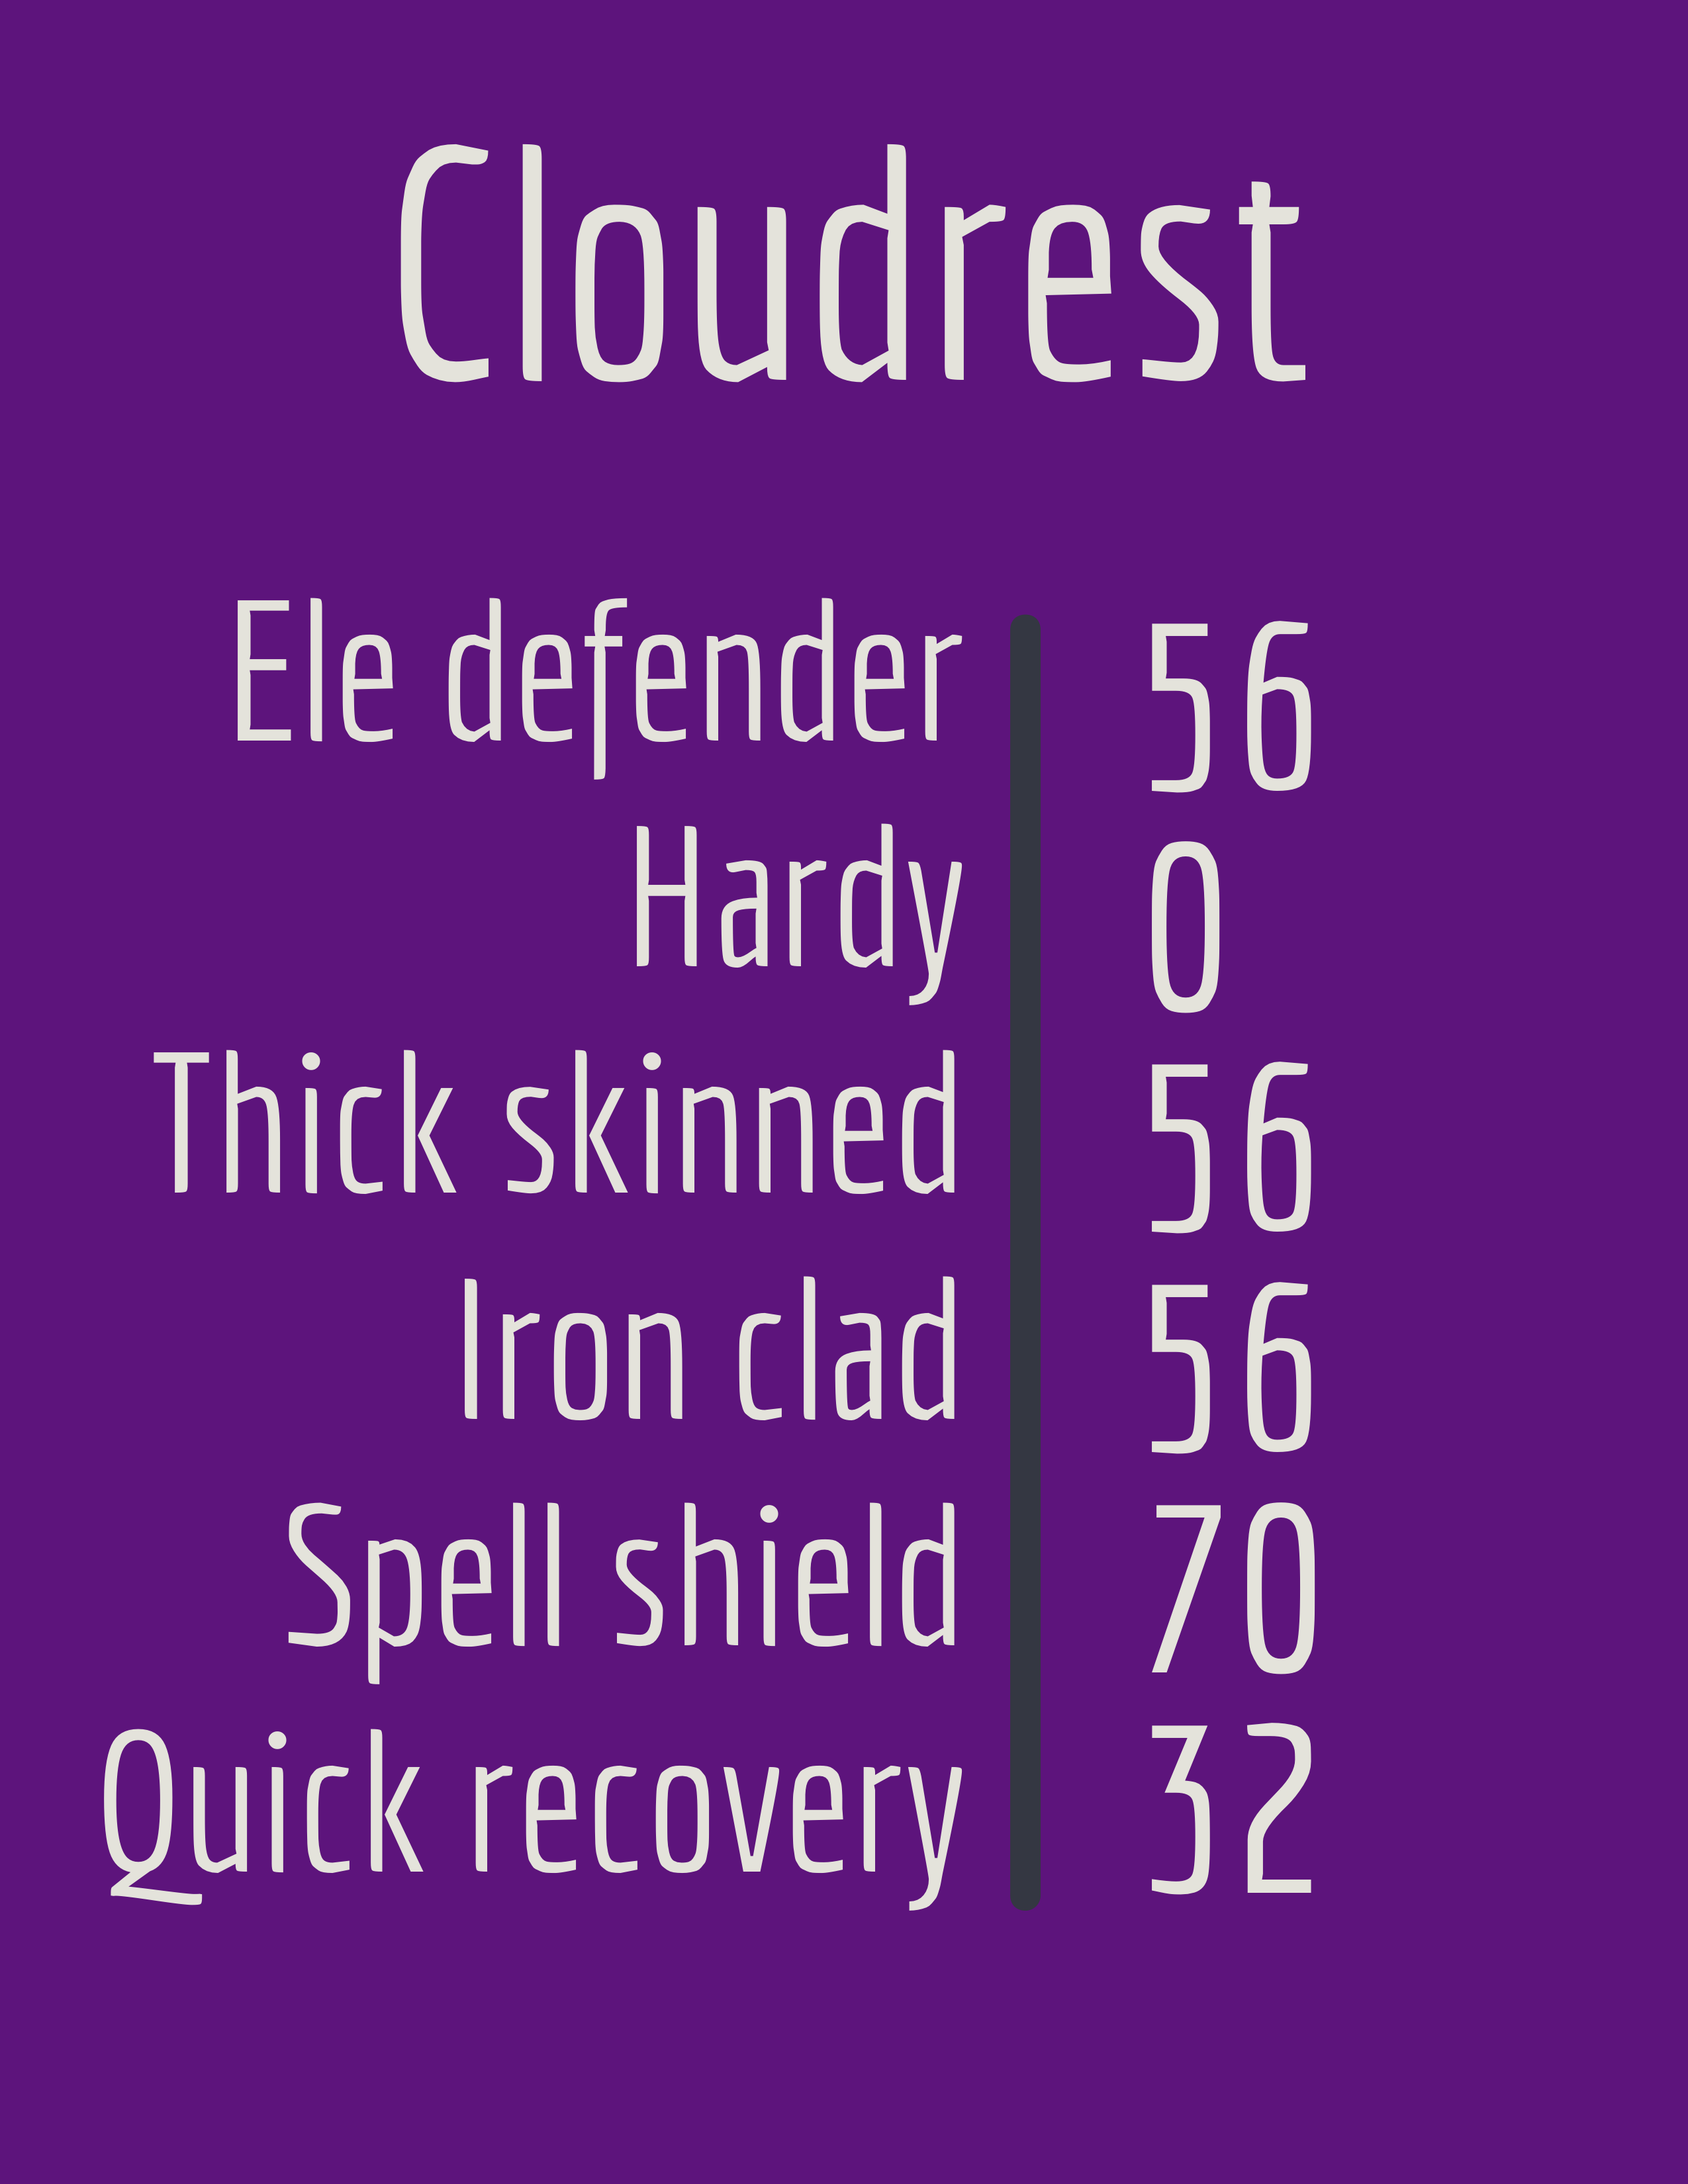 Cloudrest
Ele defender 56
Hardy 0
Thick skinned 56
Iron clad 56
Spell shield 70
Quick recovery 32